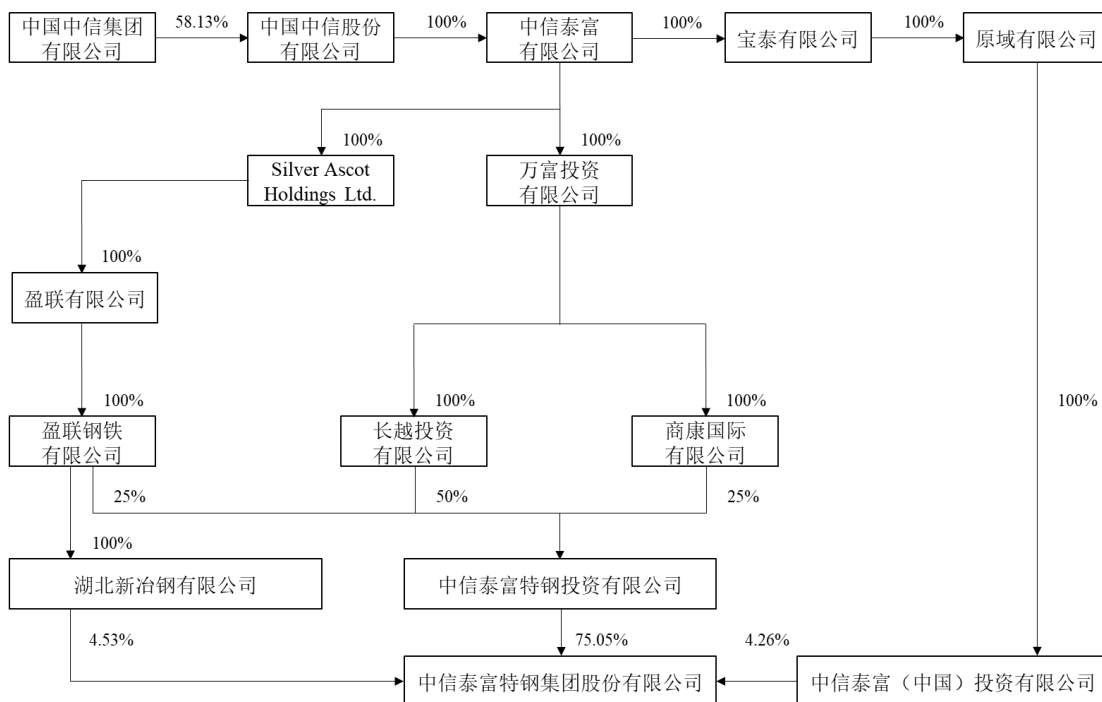 中国中信集团
有限公司
58.13%
中国中信股份
有限公司
100%
中信泰富
有限公司
100%
宝泰有限公司
100%
原域有限公司
100%
Silver Ascot
Holdings Ltd.
100%
万富投资
有限公司
100%
盈联有限公司
100%
盈联钢铁
有限公司
100%
长越投资
有限公司
100%
商康国际
有限公司
100%
25%
50%
25%
100%
湖北新冶钢有限公司
中信泰富特钢投资有限公司
4.53%
75.05%
4.26%
中信泰富特钢集团股份有限公司
中信泰富（中国）投资有限公司